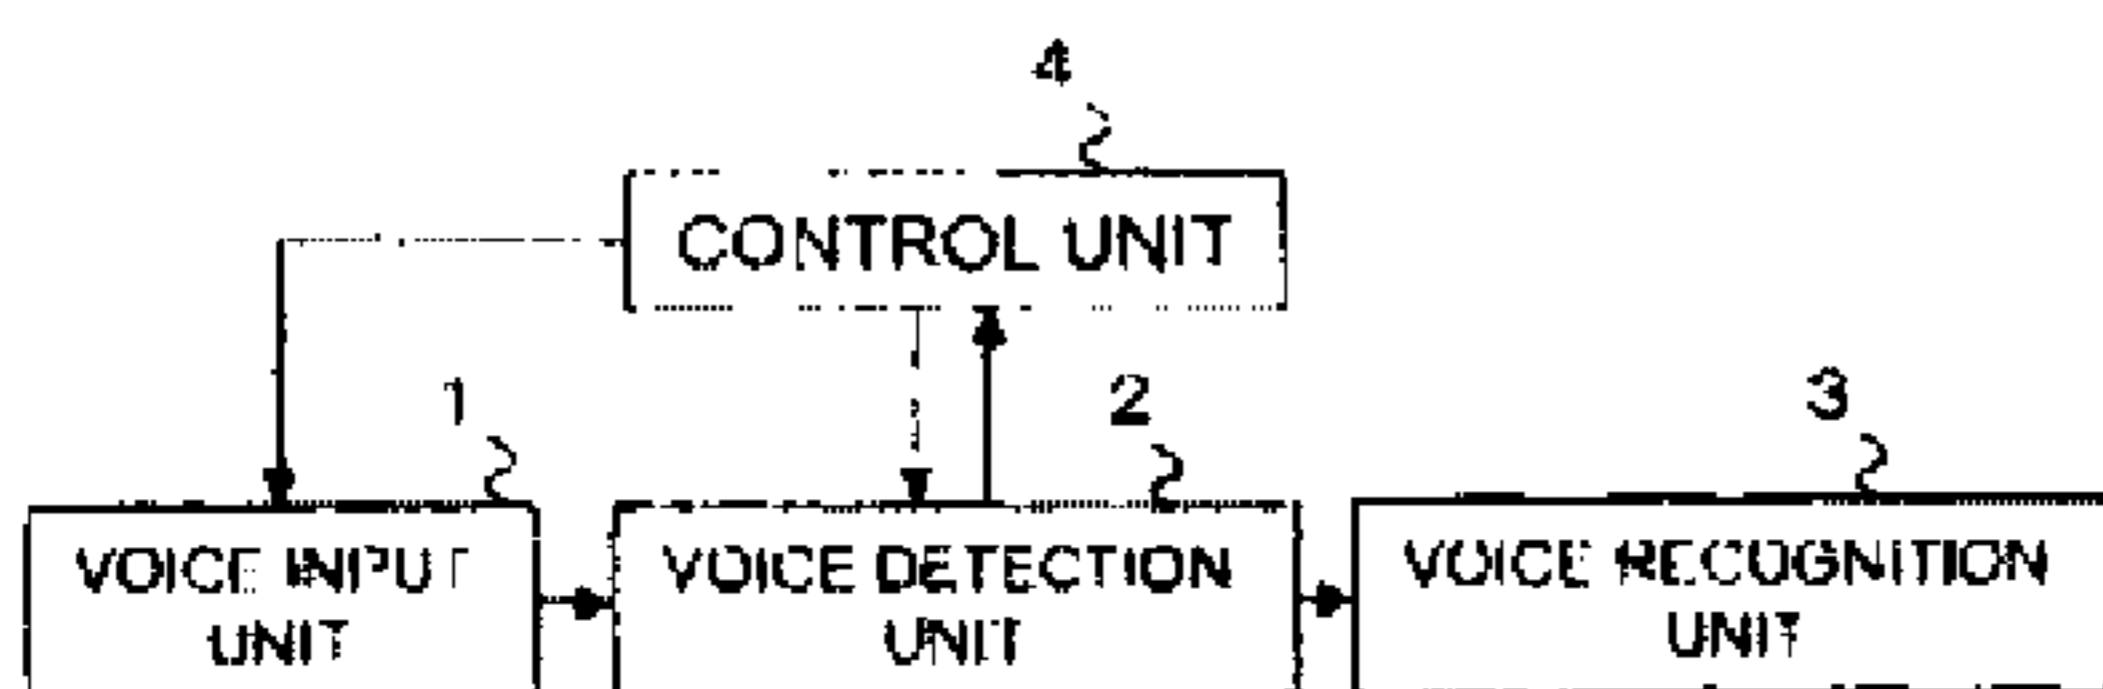 4
CONTROL UNIT
1
2
3
VOICE INPUT
UNIT
VOICE DETECTION
UNIT
VOICE RECOGNITION
UNIT